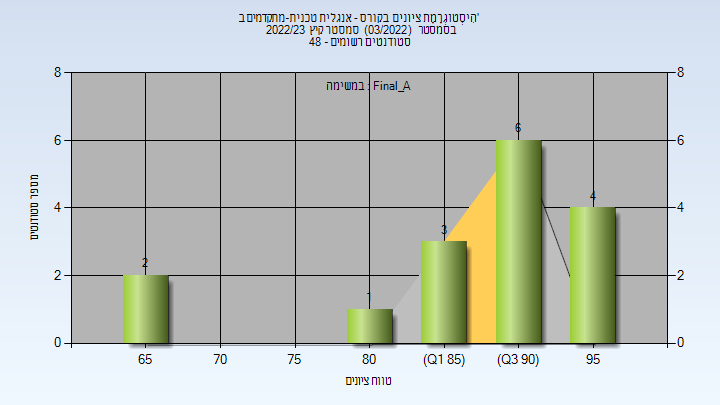 הִיסְטוֹגְרָמַת ציונים בקורס - אנגלית טכנית-מתקדמים ב'
בסמסטר (03/2022) סמסטר קיץ 2022/23
סטודנטים רשומים - 48
במשימה : Final_A
8 8
6 6
4 4
2 2
0 0
2 1 3 6 4
מספר סטודנטים
65 70 75 80 (Q1 85) (Q3 90) 95
טווח ציונים